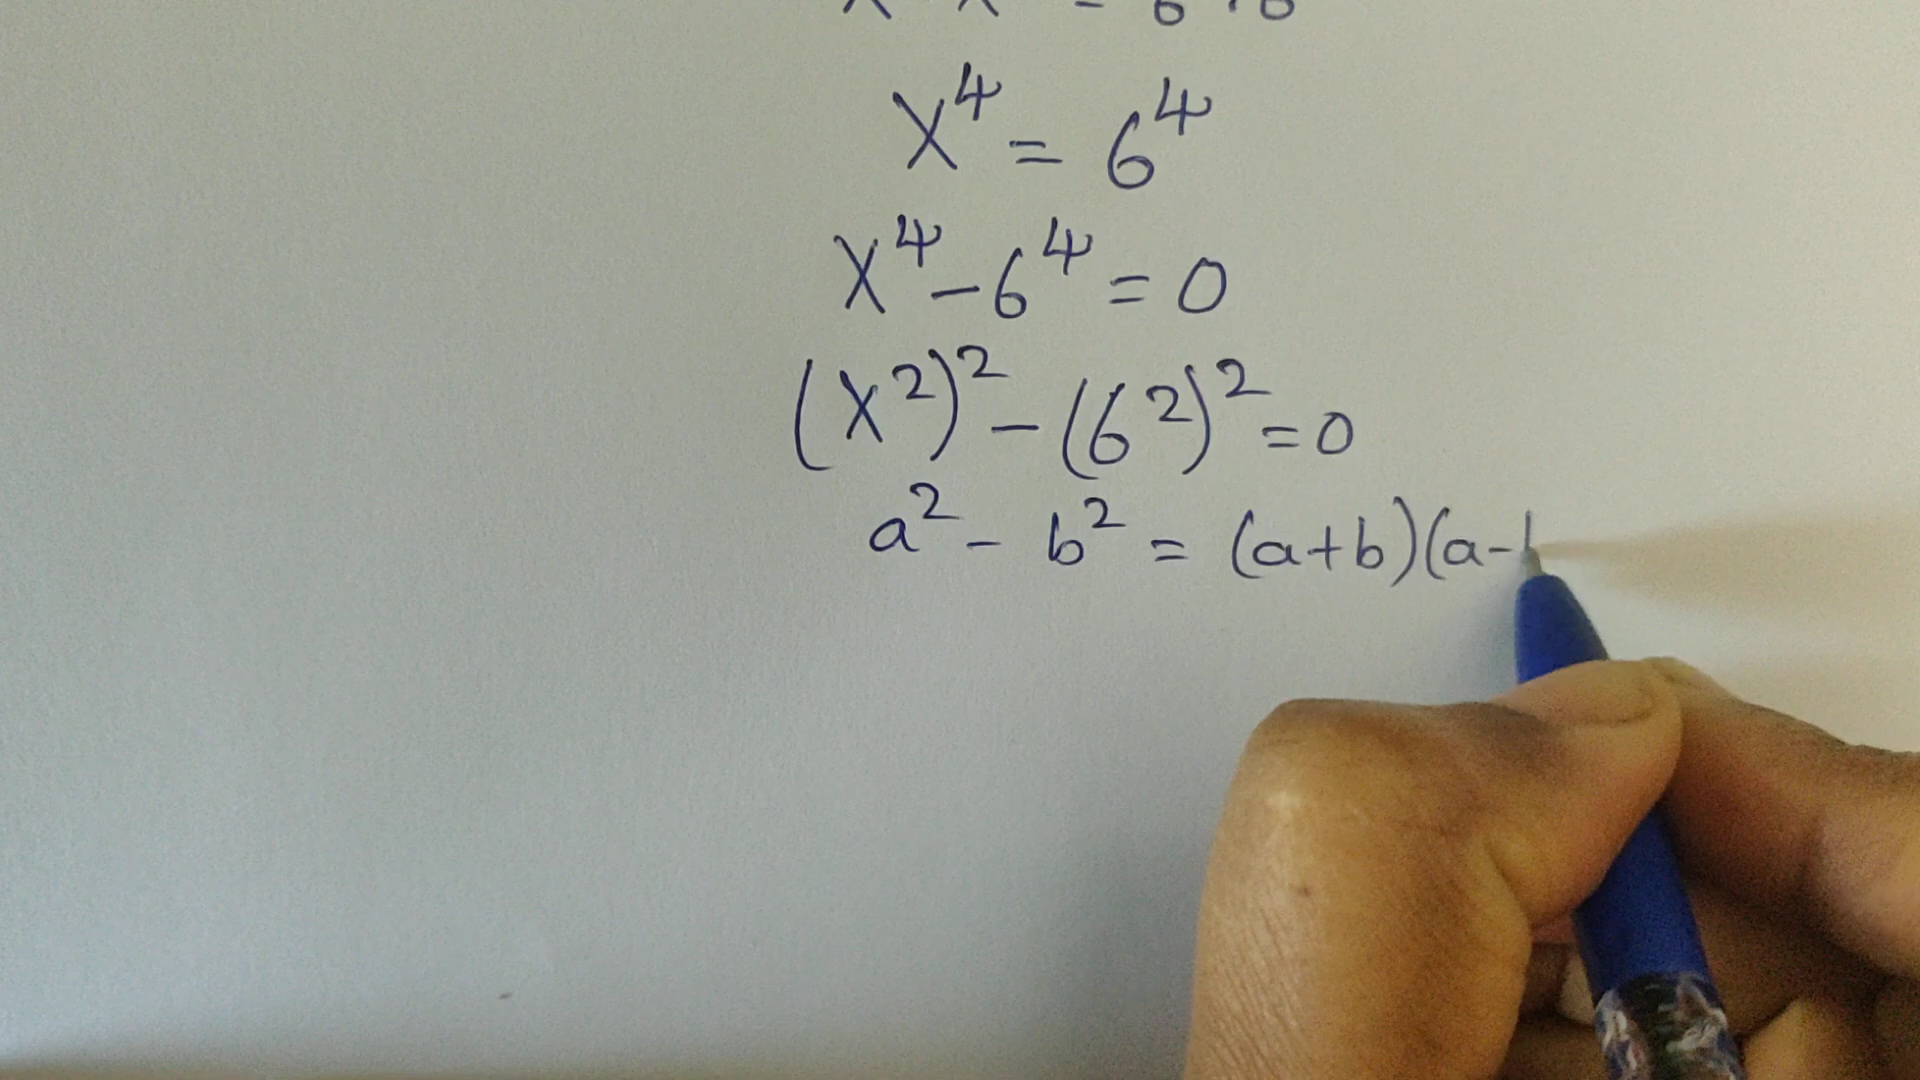 X⁴ = 6⁴
X⁴ - 6⁴ = 0
(X²)² - (6²)² = 0
a² - b² = (a+b)(a-